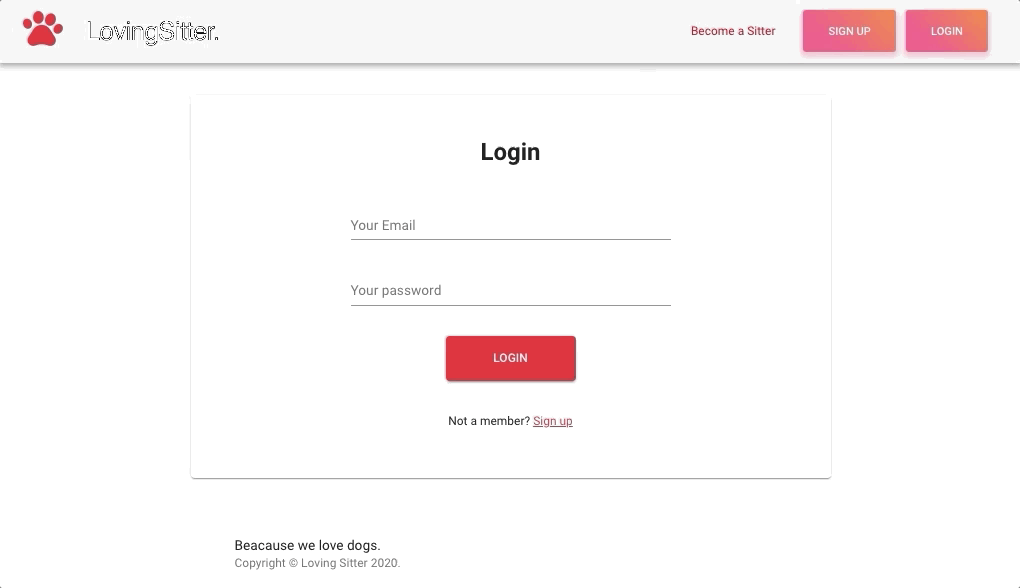 LovingSitter.
Become a Sitter
SIGN UP
LOGIN
Login
Your Email
Your password
LOGIN
Not a member? Sign up
Beacause we love dogs.
Copyright © Loving Sitter 2020.